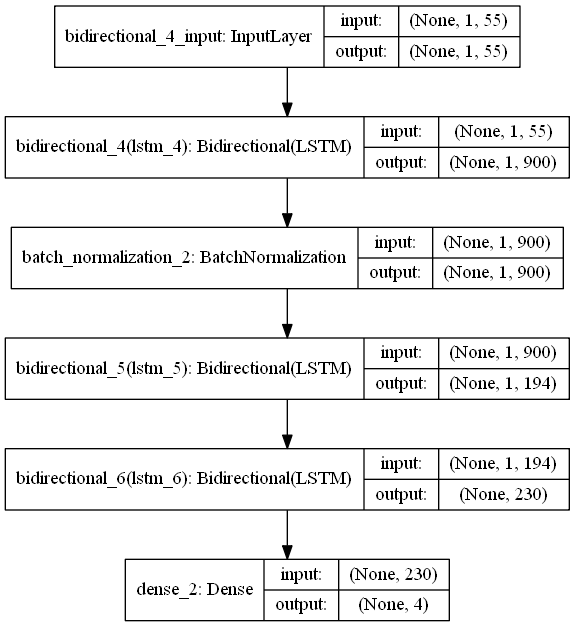 bidirectional_4_input: InputLayer input: (None, 1, 55)
output: (None, 1, 55)
bidirectional_4(lstm_4): Bidirectional(LSTM) input: (None, 1, 55)
output: (None, 1, 900)
batch_normalization_2: BatchNormalization input: (None, 1, 900)
output: (None, 1, 900)
bidirectional_5(lstm_5): Bidirectional(LSTM) input: (None, 1, 900)
output: (None, 1, 194)
bidirectional_6(lstm_6): Bidirectional(LSTM) input: (None, 1, 194)
output: (None, 230)
dense_2: Dense input: (None, 230)
output: (None, 4)